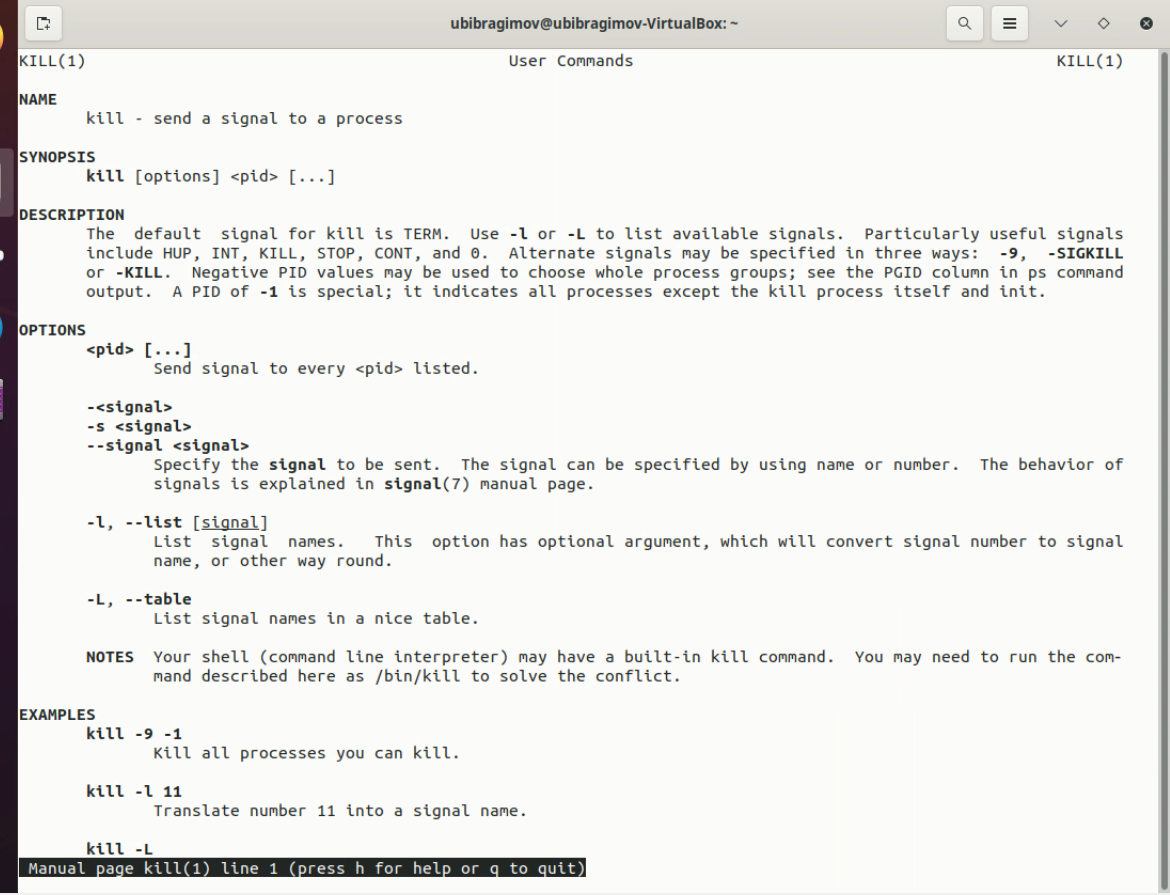 ubibragimov@ubibragimov-VirtualBox: ~
KILL(1) User Commands KILL(1)
NAME
kill - send a signal to a process
SYNOPSIS
kill [options] <pid> [...]
DESCRIPTION
The default signal for kill is TERM. Use -l or -L to list available signals. Particularly useful signals
include HUP, INT, KILL, STOP, CONT, and 0. Alternate signals may be specified in three ways: -9, -SIGKILL
or -KILL. Negative PID values may be used to choose whole process groups; see the PGID column in ps command
output. A PID of -1 is special; it indicates all processes except the kill process itself and init.
OPTIONS
<pid> [...]
Send signal to every <pid> listed.
-<signal>
-s <signal>
--signal <signal>
Specify the signal to be sent. The signal can be specified by using name or number. The behavior of
signals is explained in signal(7) manual page.
-l, --list [signal]
List signal names. This option has optional argument, which will convert signal number to signal
name, or other way round.
-L, --table
List signal names in a nice table.
NOTES Your shell (command line interpreter) may have a built-in kill command. You may need to run the com-
mand described here as /bin/kill to solve the conflict.
EXAMPLES
kill -9 -1
Kill all processes you can kill.
kill -l 11
Translate number 11 into a signal name.
kill -L
Manual page kill(1) line 1 (press h for help or q to quit)